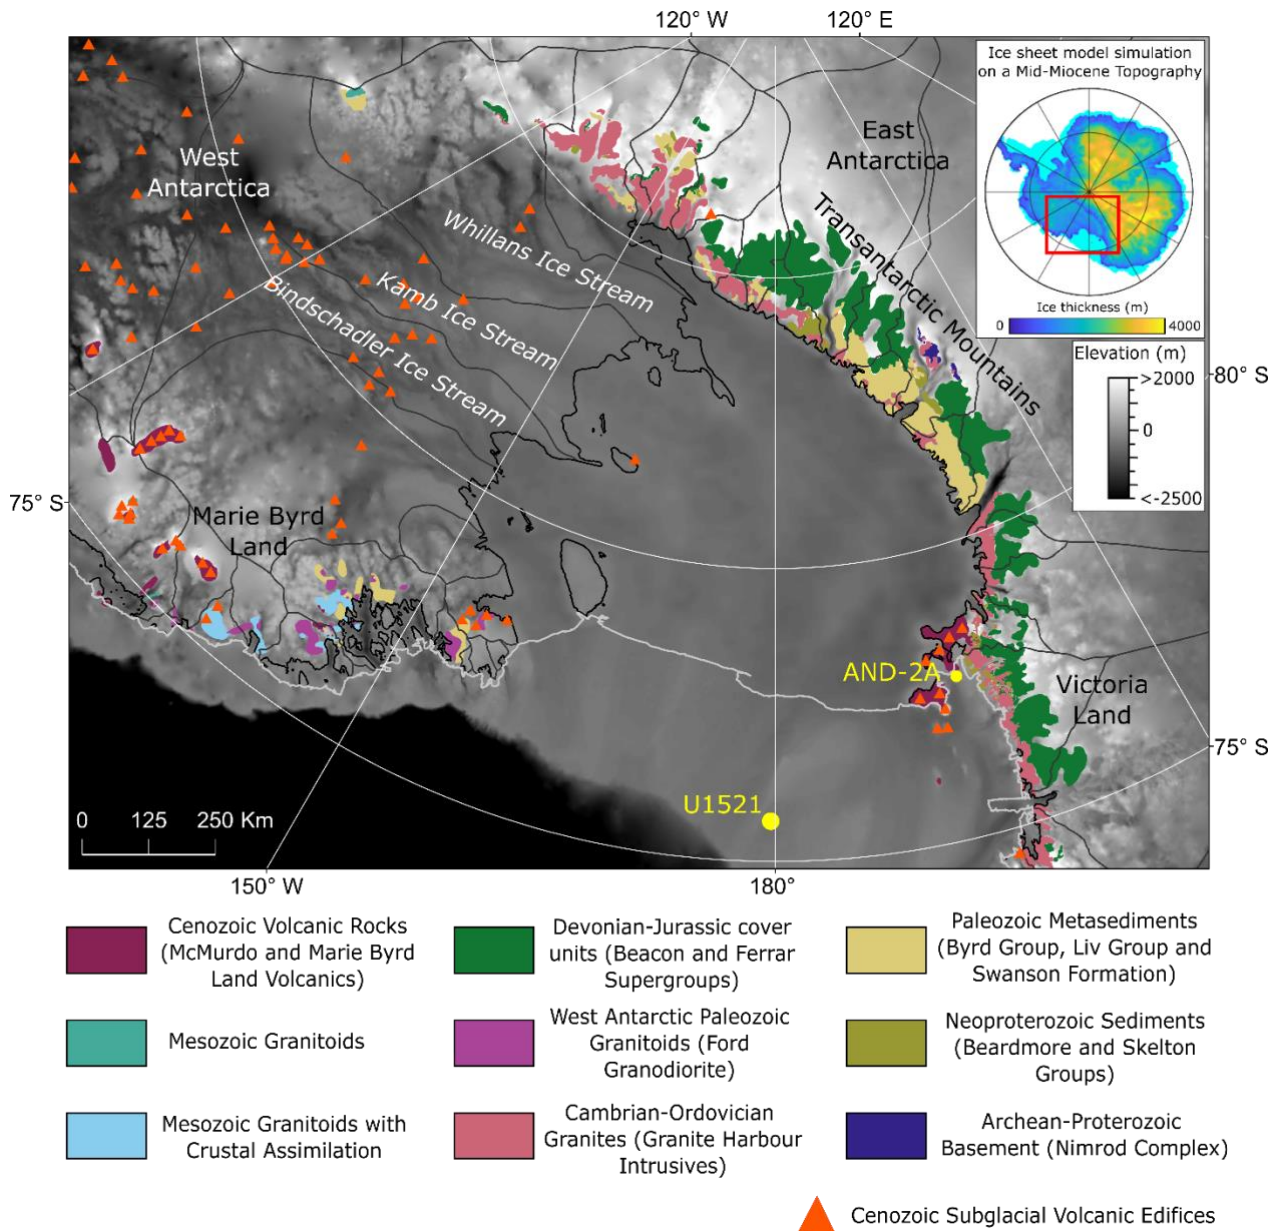 120° W
120° E
Ice sheet model simulation
on a Mid-Miocene Topography
Ice thickness (m)
0
4000
East
Antarctica
West
Antarctica
Transantarctic Mountains
Whillans Ice Stream
Kamb Ice Stream
Bindschadler Ice Stream
Elevation (m)
>2000
0
<-2500
80° S
75° S
Marie Byrd
Land
AND-2A
Victoria
Land
75° S
U1521
0
125
250 Km
150° W
180°
Cenozoic Volcanic Rocks
(McMurdo and Marie Byrd
Land Volcanics)
Devonian-Jurassic cover
units (Beacon and Ferrar
Supergroups)
Paleozoic Metasediments
(Byrd Group, Liv Group and
Swanson Formation)
Mesozoic Granitoids
West Antarctic Paleozoic
Granitoids (Ford
Granodiorite)
Neoproterozoic Sediments
(Beardmore and Skelton
Groups)
Mesozoic Granitoids with
Crustal Assimilation
Cambrian-Ordovician
Granites (Granite Harbour
Intrusives)
Archean-Proterozoic
Basement (Nimrod Complex)
Cenozoic Subglacial Volcanic Edifices